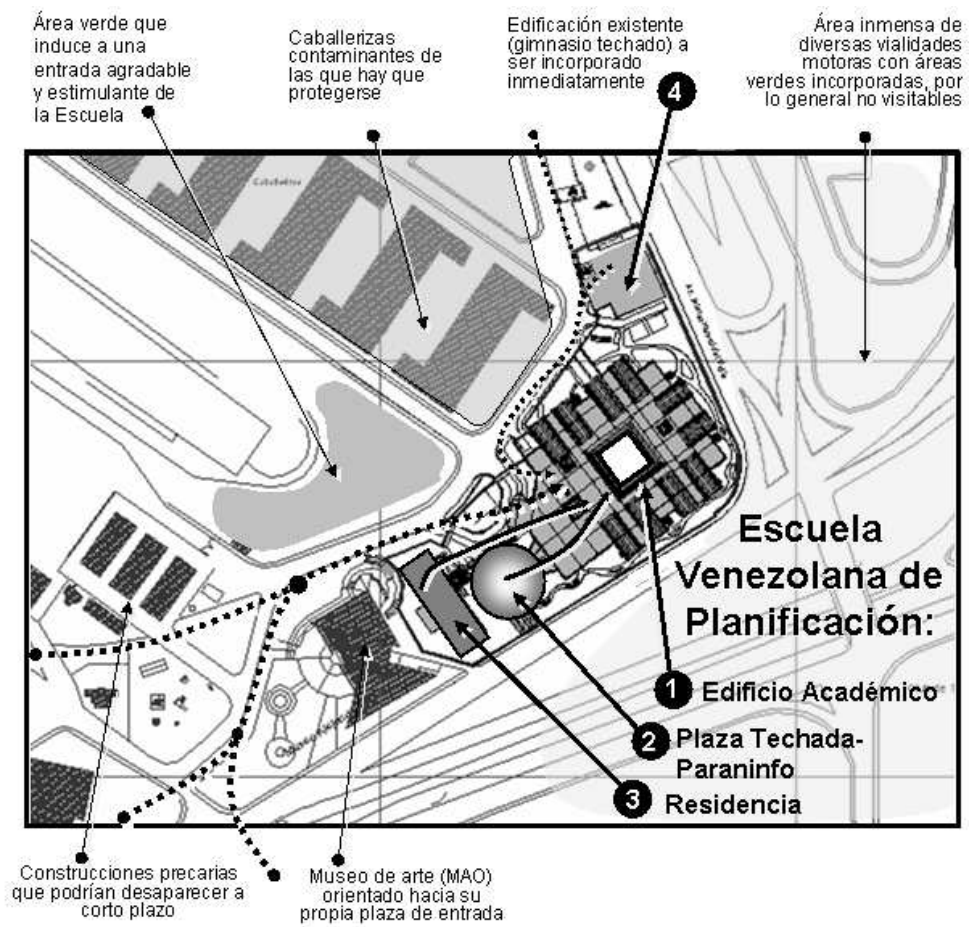 Área verde que
induce a una
entrada agradable
y estimulante de
la Escuela
Caballerizas
contaminantes de
las que hay que
protegerse
Edificación existente
(gimnasio techado) a
ser incorporado
inmediatamente
4
Área inmensa de
diversas vialidades
motoras con áreas
verdes incorporadas, por
lo general no visitables
Escuela
Venezolana de
Planificación:
1 Edificio Académico
2 Plaza Techada-
Paraninfo
3 Residencia
Construcciones precarias
que podrían desaparecer a
corto plazo
Museo de arte (MAO)
orientado hacia su
propia plaza de entrada